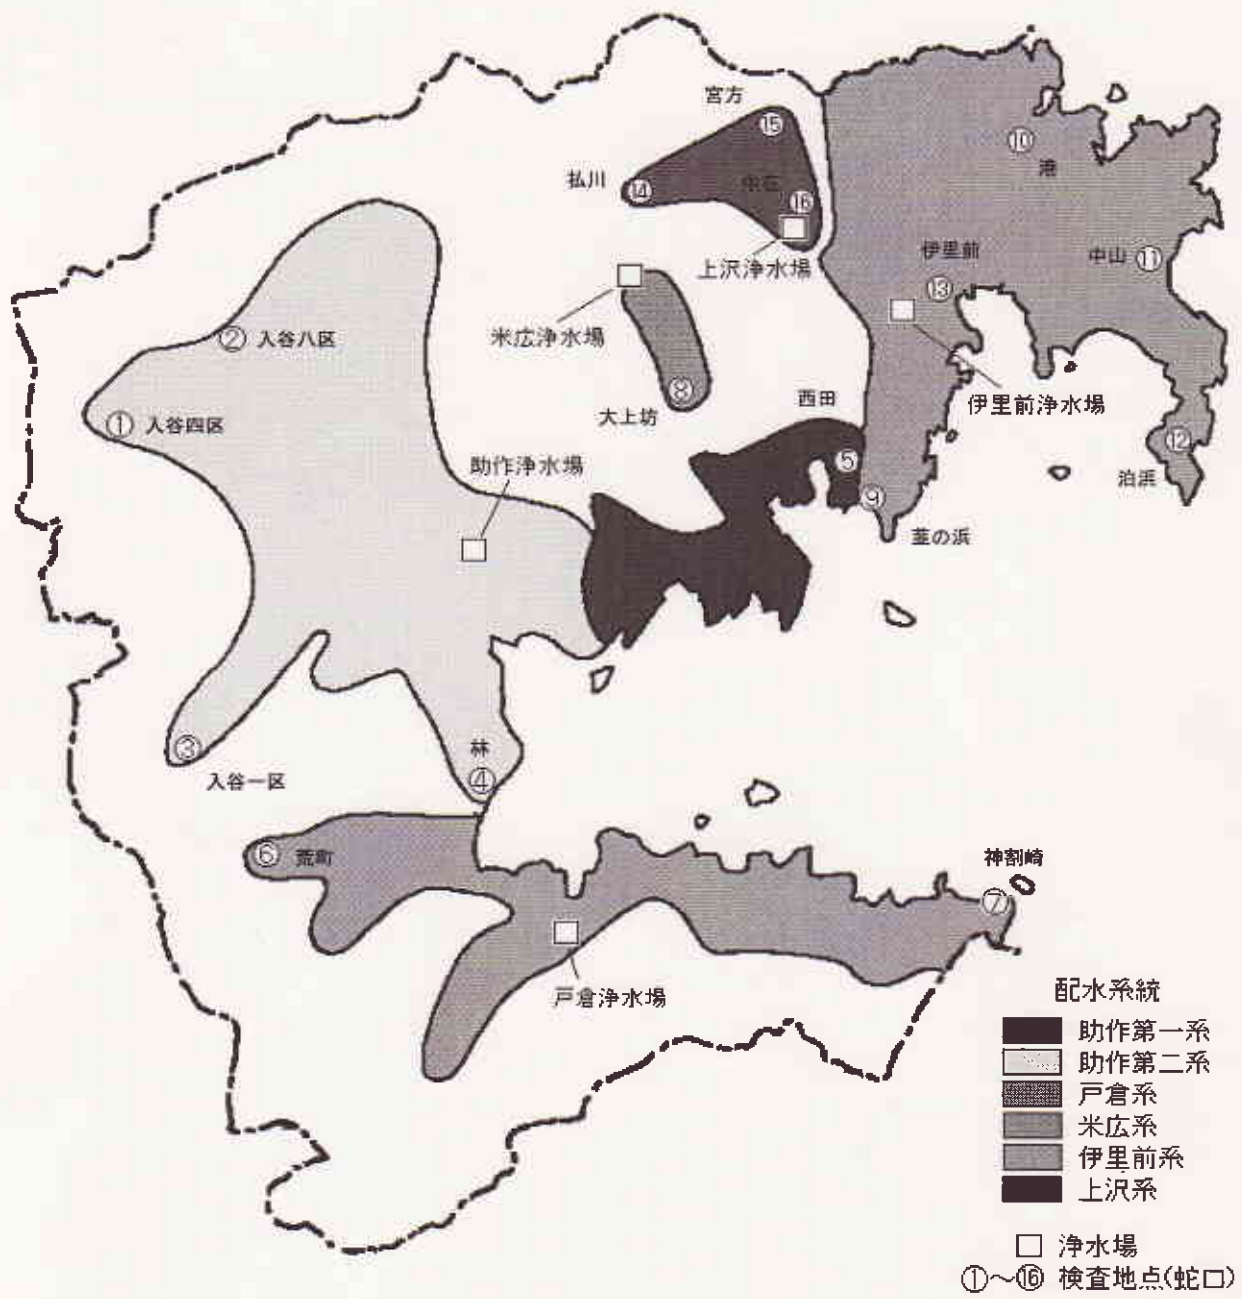 宮方
⑮
払川
⑭
中在
⑯
上沢浄水場
⑩
港
伊里前
⑬
中山
⑪
米広浄水場
②
入谷八区
⑧
大上坊
西田
伊里前浄水場
①
入谷四区
助作浄水場
⑤
⑨
韮の浜
⑫
泊浜
③
入谷一区
林
④
⑥
荒町
神割崎
⑦
戸倉浄水場
配水系統
助作第一系
助作第二系
戸倉系
米広系
伊里前系
上沢系
浄水場
①〜⑯ 検査地点(蛇口)